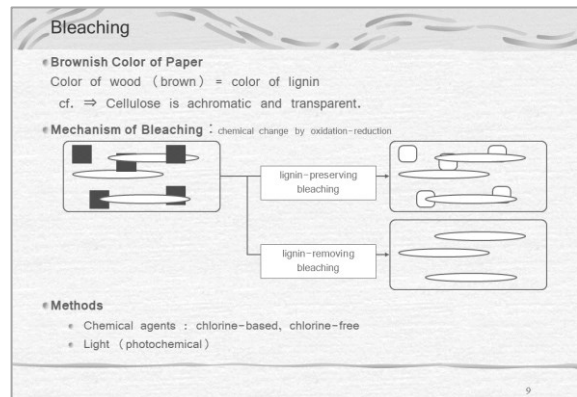 Bleaching
Brownish Color of Paper
Color of wood (brown) = color of lignin
cf. ⇒ Cellulose is achromatic and transparent.
Mechanism of Bleaching : chemical change by oxidation-reduction
lignin-preserving
bleaching
lignin-removing
bleaching
Methods
Chemical agents : chlorine-based, chlorine-free
Light (photochemical)
9